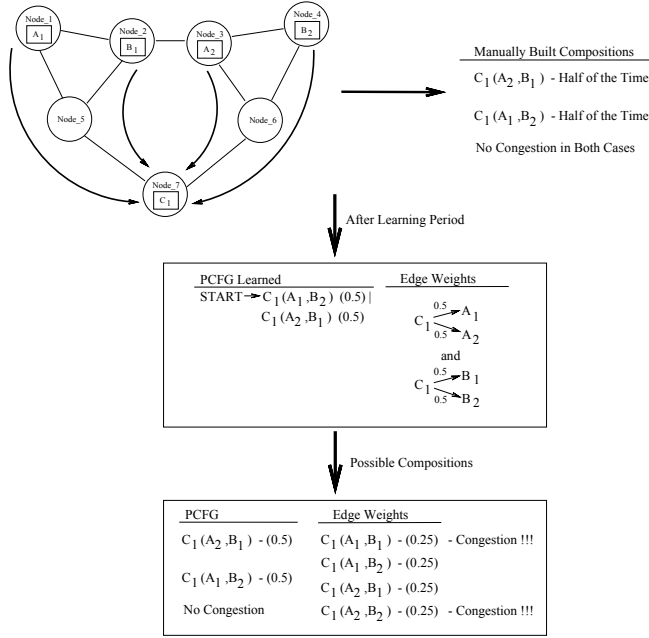 Node_1
A1
Node_2
B1
Node_3
A2
Node_4
B2
Node_5
Node_6
Node_7
C1
Manually Built Compositions
C1(A2,B1) - Half of the Time
C1(A1,B2) - Half of the Time
No Congestion in Both Cases
After Learning Period
PCFG Learned
START → C1(A1,B2) (0.5) |
C1(A2,B1) (0.5)
Edge Weights
C1 0.5 A1
0.5 A2
and
C1 0.5 B1
0.5 B2
Possible Compositions
PCFG
C1(A2,B1) - (0.5)
C1(A1,B2) - (0.5)
No Congestion
Edge Weights
C1(A1,B1) - (0.25) - Congestion !!!
C1(A1,B2) - (0.25)
C1(A2,B1) - (0.25)
C1(A2,B2) - (0.25) - Congestion !!!